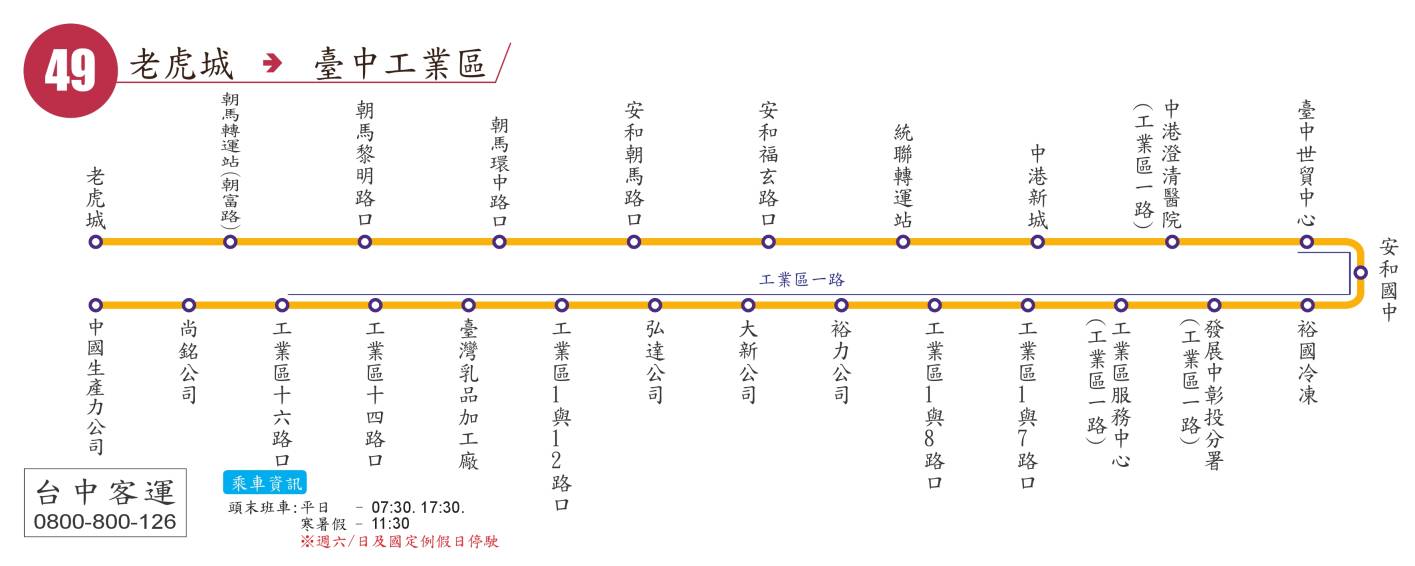 49
老虎城 ➔ 臺中工業區
老虎城
朝馬轉運站(朝富路)
朝馬黎明路口
朝馬環中路口
安和朝馬路口
安和福玄路口
統聯轉運站
中港新城
中港澄清醫院
(工業區一路)
臺中世貿中心
安和國中
工業區一路
中國生產力公司
尚銘公司
工業區十六路口
工業區十四路口
臺灣乳品加工廠
工業區1與12路口
弘達公司
大新公司
裕力公司
工業區1與8路口
工業區1與7路口
工業區服務中心
(工業區一路)
發展中彰投分署
(工業區一路)
裕國冷凍
台中客運
0800-800-126
乘車資訊
頭末班車:平日 - 07:30. 17:30.
寒暑假 - 11:30
※週六/日及國定例假日停駛